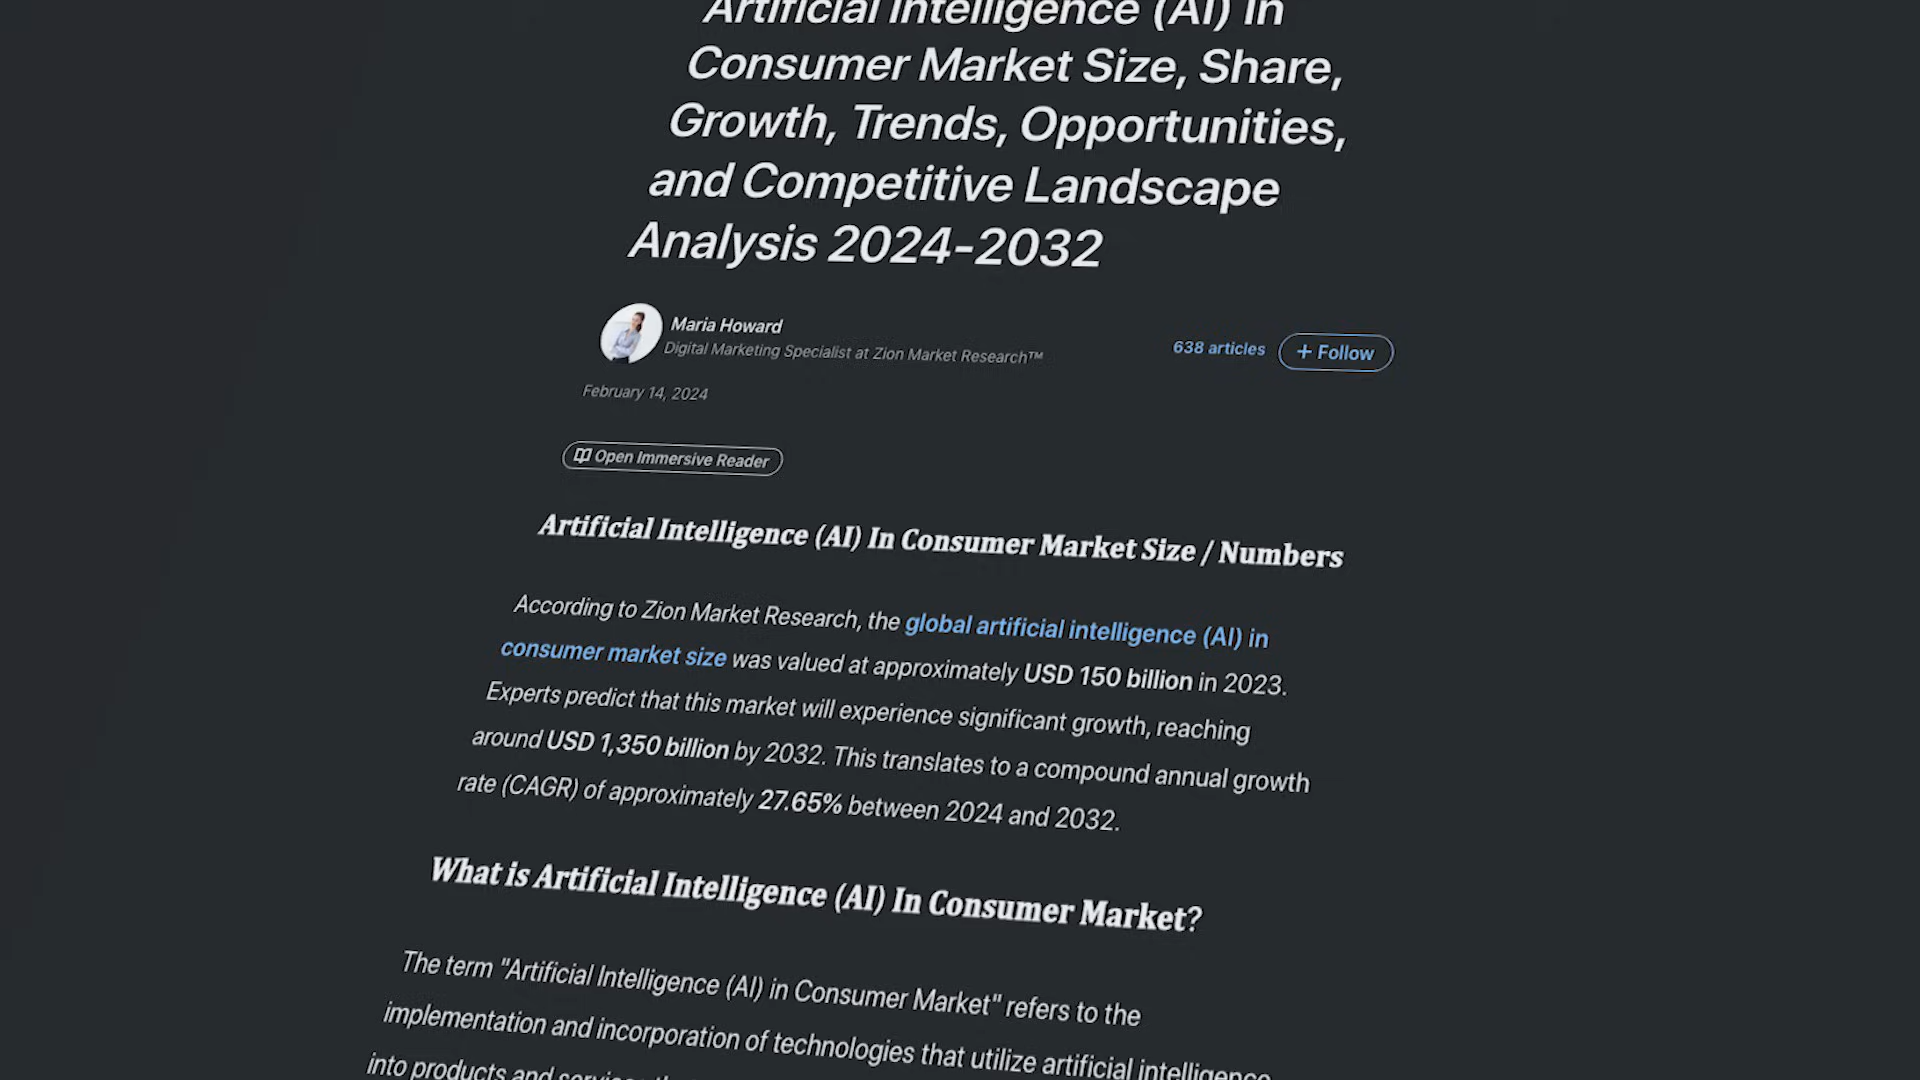 Artificial Intelligence (AI) In
Consumer Market Size, Share,
Growth, Trends, Opportunities,
and Competitive Landscape
Analysis 2024-2032
Maria Howard
Digital Marketing Specialist at Zion Market Research™
638 articles
+ Follow
February 14, 2024
Open Immersive Reader
Artificial Intelligence (AI) In Consumer Market Size / Numbers
According to Zion Market Research, the global artificial intelligence (AI) in
consumer market size was valued at approximately USD 150 billion in 2023.
Experts predict that this market will experience significant growth, reaching
around USD 1,350 billion by 2032. This translates to a compound annual growth
rate (CAGR) of approximately 27.65% between 2024 and 2032.
What is Artificial Intelligence (AI) In Consumer Market?
The term "Artificial Intelligence (AI) in Consumer Market" refers to the
implementation and incorporation of technologies that utilize artificial intelligence
into products and